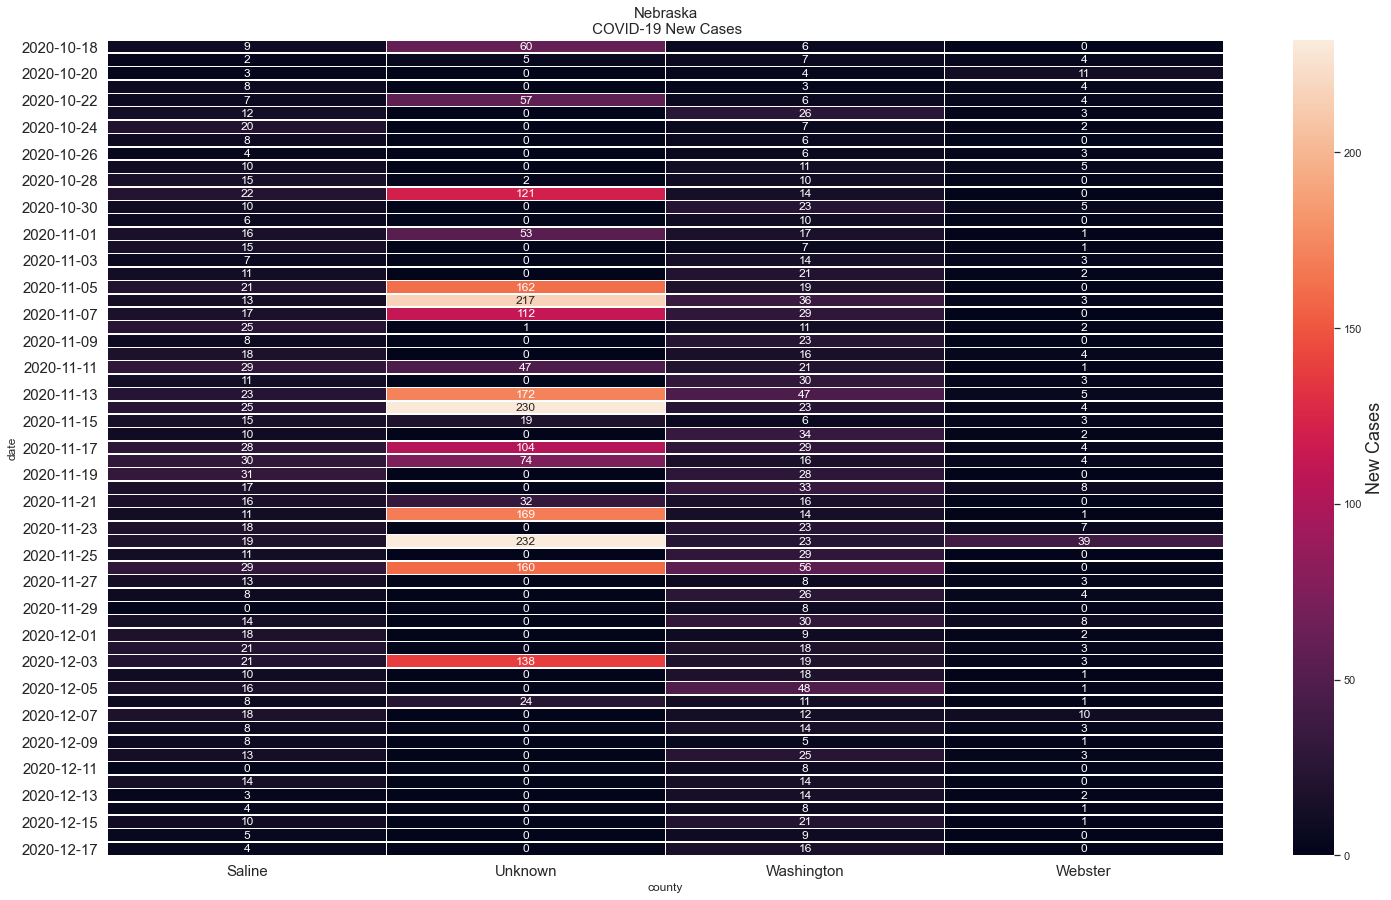 Nebraska
COVID-19 New Cases
2020-10-18 9 60 6 0
2 5 7 4
2020-10-20 3 0 4 11
8 0 3 4
2020-10-22 7 57 6 4
12 0 26 3
2020-10-24 20 0 7 2
8 0 6 0
2020-10-26 4 0 6 3
10 0 11 5
2020-10-28 15 2 10 0
22 121 14 0
2020-10-30 10 0 23 5
6 0 10 0
2020-11-01 16 53 17 1
15 0 7 1
2020-11-03 7 0 14 3
11 0 21 2
2020-11-05 21 162 19 0
13 217 36 3
2020-11-07 17 112 29 0
25 1 11 2
2020-11-09 8 0 23 0
18 0 16 4
2020-11-11 29 47 21 1
11 0 30 3
2020-11-13 23 172 47 5
25 230 23 4
2020-11-15 15 19 6 3
10 0 34 2
2020-11-17 28 104 29 4
30 74 16 4
2020-11-19 31 0 28 0
17 0 33 8
2020-11-21 16 32 16 0
11 169 14 1
2020-11-23 18 0 23 7
19 232 23 39
2020-11-25 11 0 29 0
29 160 56 0
2020-11-27 13 0 8 3
8 0 26 4
2020-11-29 0 0 8 0
14 0 30 8
2020-12-01 18 0 9 2
21 0 18 3
2020-12-03 21 138 19 3
10 0 18 1
2020-12-05 16 0 48 1
8 24 11 1
2020-12-07 18 0 12 10
8 0 14 3
2020-12-09 8 0 5 1
13 0 25 3
2020-12-11 0 0 8 0
14 0 14 0
2020-12-13 3 0 14 2
4 0 8 1
2020-12-15 10 0 21 1
5 0 9 0
2020-12-17 4 0 16 0
Saline Unknown Washington Webster
county
date
200
150
100
50
0
New Cases